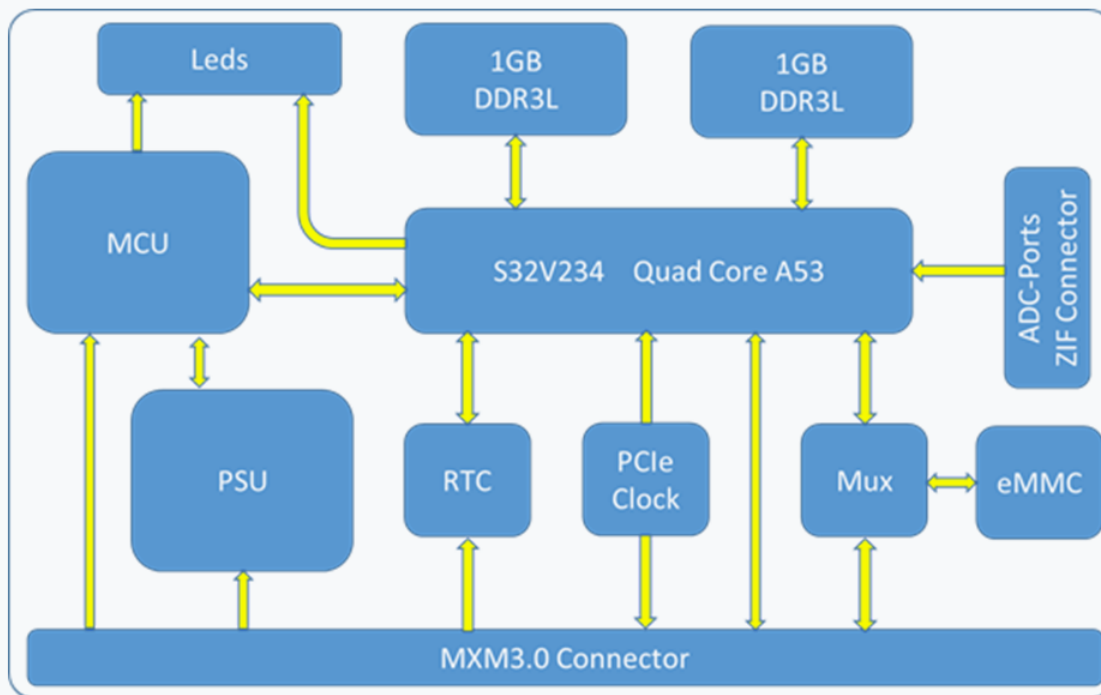 Leds
1GB
DDR3L
1GB
DDR3L
MCU
S32V234 Quad Core A53
ADC-Ports
ZIF Connector
PSU
RTC
PCIe
Clock
Mux
eMMC
MXM3.0 Connector